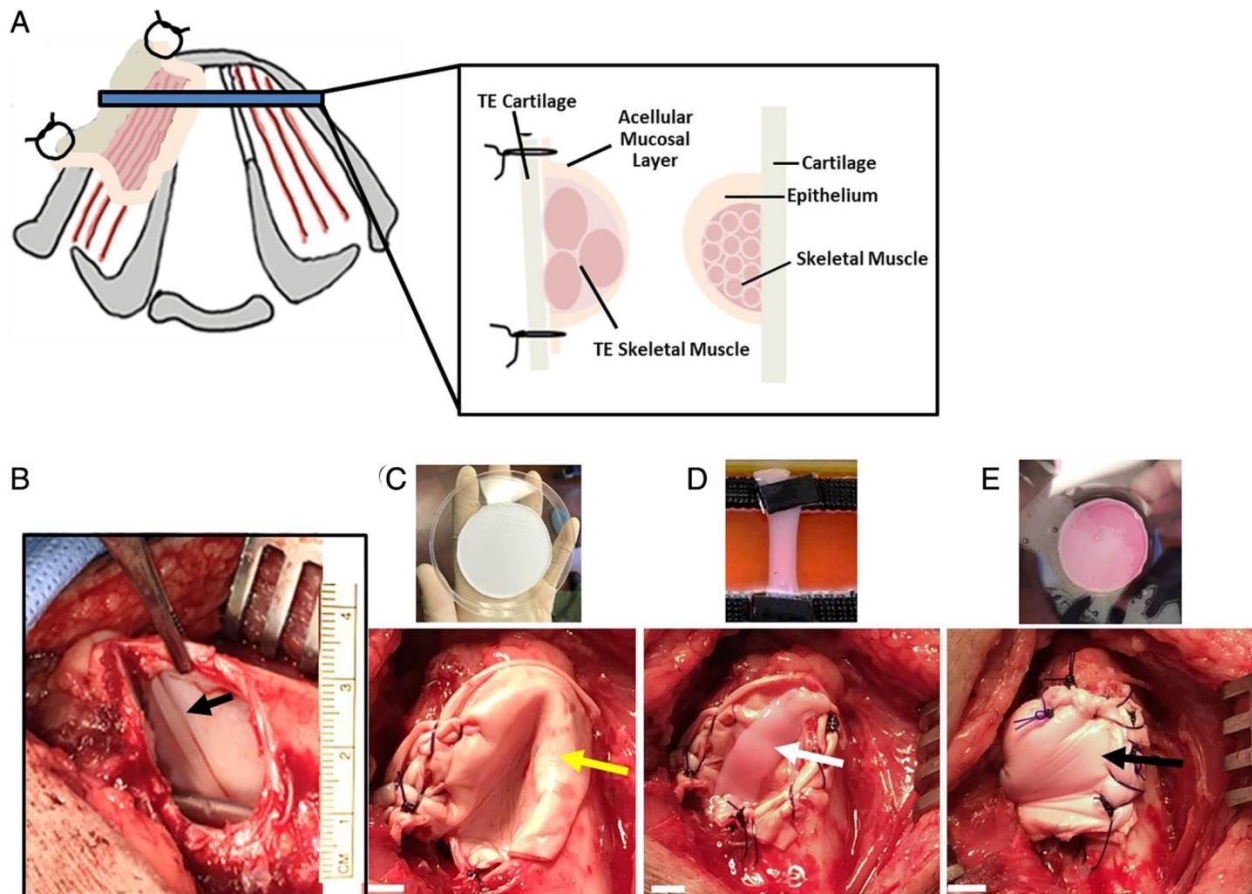 A
TE Cartilage
Acellular
Mucosal
Layer
Cartilage
Epithelium
Skeletal Muscle
TE Skeletal Muscle
B
C
D
E
4
3
2
1
CM